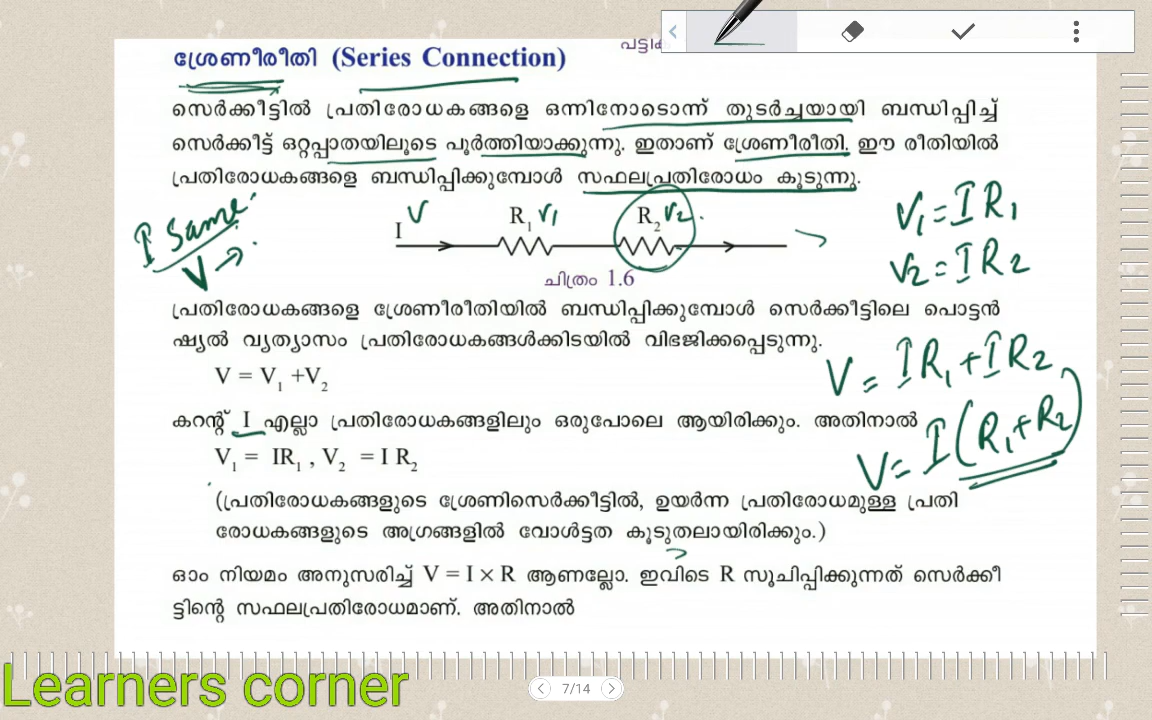 ശ്രേണീരീതി (Series Connection)
സെർക്കീട്ടിൽ പ്രതിരോധകങ്ങളെ ഒന്നിനോടൊന്ന് തുടർച്ചയായി ബന്ധിപ്പിച്ച്
സെർക്കീട്ട് ഒറ്റപ്പാതയിലൂടെ പൂർത്തിയാക്കുന്നു. ഇതാണ് ശ്രേണീരീതി. ഈ രീതിയിൽ
പ്രതിരോധകങ്ങളെ ബന്ധിപ്പിക്കുമ്പോൾ സഫലപ്രതിരോധം കൂടുന്നു.
I Same
V →
I V R₁ V1 R₂ V2
V1 = I R1
V2 = I R2
ചിത്രം 1.6
പ്രതിരോധകങ്ങളെ ശ്രേണീരീതിയിൽ ബന്ധിപ്പിക്കുമ്പോൾ സെർക്കീട്ടിലെ പൊട്ടൻ
ഷ്യൽ വ്യത്യാസം പ്രതിരോധകങ്ങൾക്കിടയിൽ വിഭജിക്കപ്പെടുന്നു.
V = V₁ +V₂
V = I R1 + I R2
കറന്റ് I എല്ലാ പ്രതിരോധകങ്ങളിലും ഒരുപോലെ ആയിരിക്കും. അതിനാൽ
V = I (R1 + R2)
V₁ = IR₁ , V₂ = I R₂
(പ്രതിരോധകങ്ങളുടെ ശ്രേണിസെർക്കീട്ടിൽ, ഉയർന്ന പ്രതിരോധമുള്ള പ്രതി
രോധകങ്ങളുടെ അഗ്രങ്ങളിൽ വോൾട്ടത കൂടുതലായിരിക്കും.)
ഓം നിയമം അനുസരിച്ച് V = I × R ആണല്ലോ. ഇവിടെ R സൂചിപ്പിക്കുന്നത് സെർക്കീ
ട്ടിന്റെ സഫലപ്രതിരോധമാണ്. അതിനാൽ
Learners corner
7/14